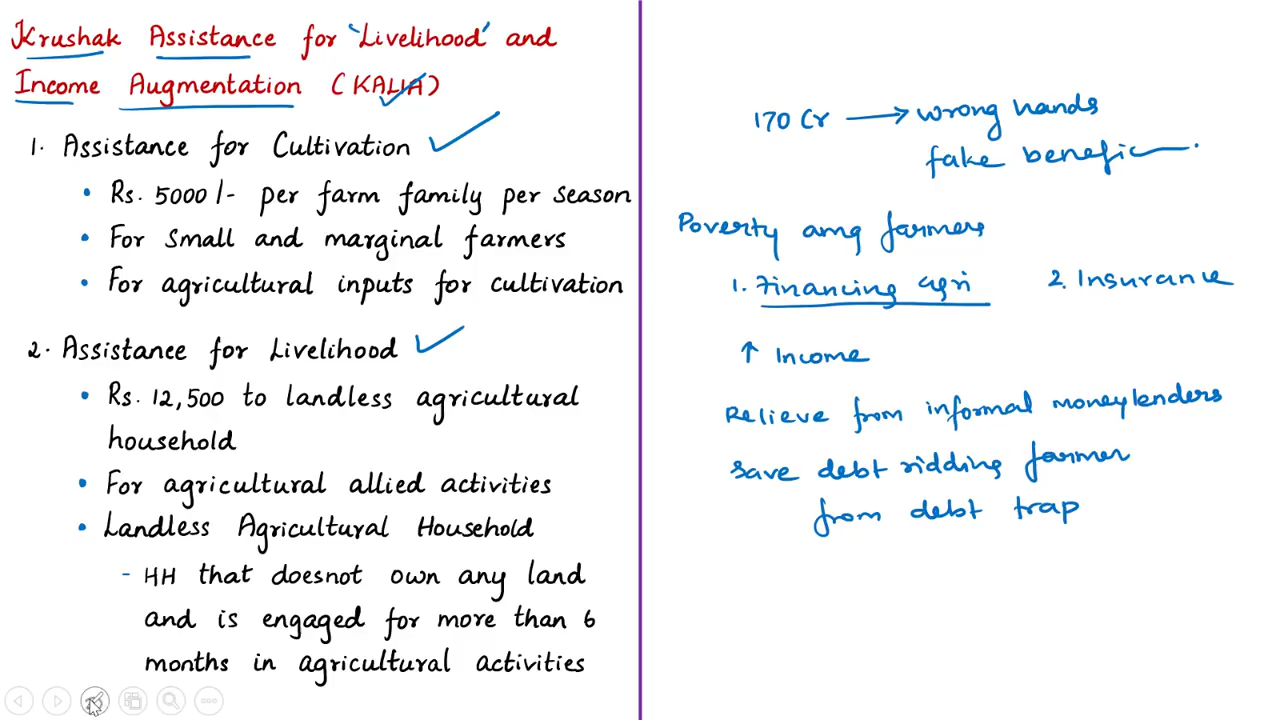 Krushak Assistance for 'Livelihood' and
Income Augmentation (KALIA)
1. Assistance for Cultivation
• Rs. 5000/- per farm family per season
• For small and marginal farmers
• For agricultural inputs for cultivation
2. Assistance for Livelihood
• Rs. 12,500 to landless agricultural
household
• For agricultural allied activities
• Landless Agricultural Household
- HH that doesnot own any land
and is engaged for more than 6
months in agricultural activities
170 Cr → wrong hands
fake benefic
Poverty amg farmers
1. Financing agri 2. Insurance
↑ Income
Relieve from informal moneylenders
save debt ridding farmer
from debt trap